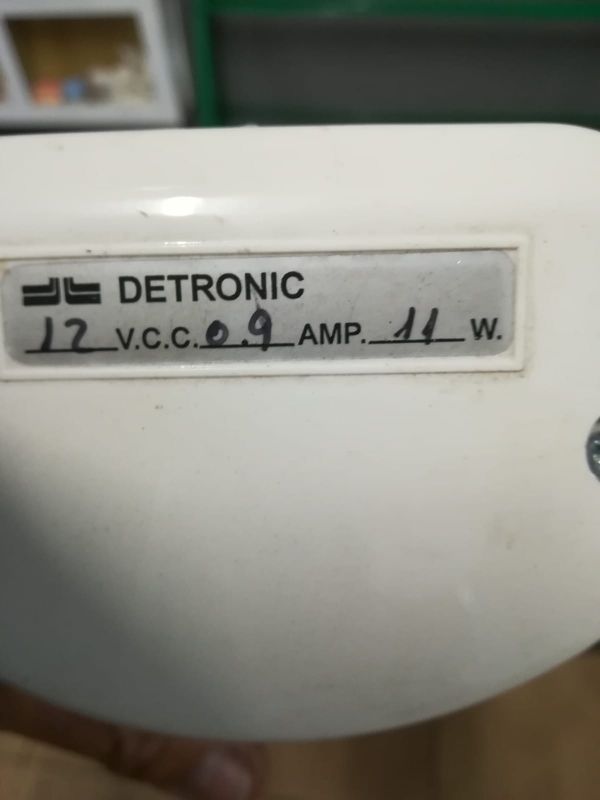 DETRONIC
12 V.C.C. 0.9 AMP. 11 W.